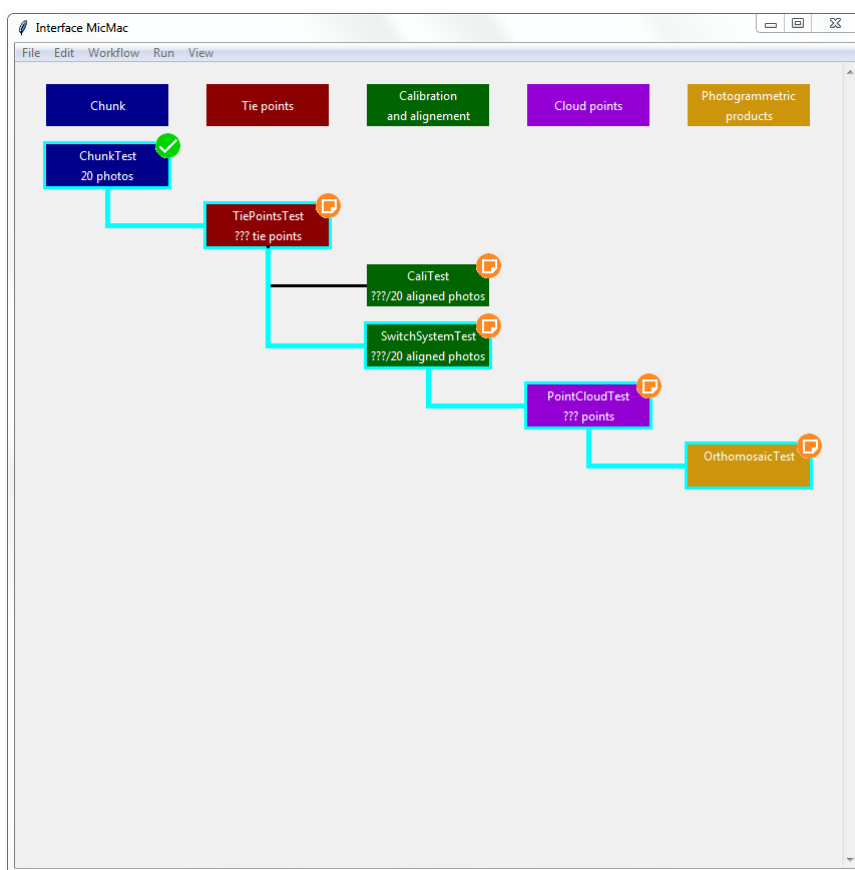 Interface MicMac
File Edit Workflow Run View
Chunk
Tie points
Calibration
and alignement
Cloud points
Photogrammetric
products
ChunkTest
20 photos
TiePointsTest
??? tie points
CaliTest
???/20 aligned photos
SwitchSystemTest
???/20 aligned photos
PointCloudTest
??? points
OrthomosaicTest